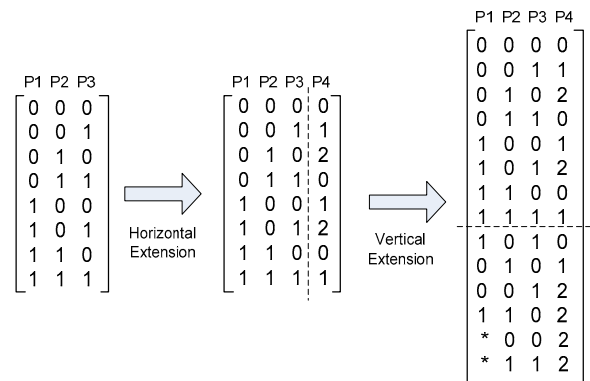 P1 P2 P3
0 0 0
0 0 1
0 1 0
0 1 1
1 0 0
1 0 1
1 1 0
1 1 1
Horizontal
Extension
P1 P2 P3 P4
0 0 0 0
0 0 1 1
0 1 0 2
0 1 1 0
1 0 0 1
1 0 1 2
1 1 0 0
1 1 1 1
Vertical
Extension
P1 P2 P3 P4
0 0 0 0
0 0 1 1
0 1 0 2
0 1 1 0
1 0 0 1
1 0 1 2
1 1 0 0
1 1 1 1
1 0 1 0
0 1 0 1
0 0 1 2
1 1 0 2
* 0 0 2
* 1 1 2